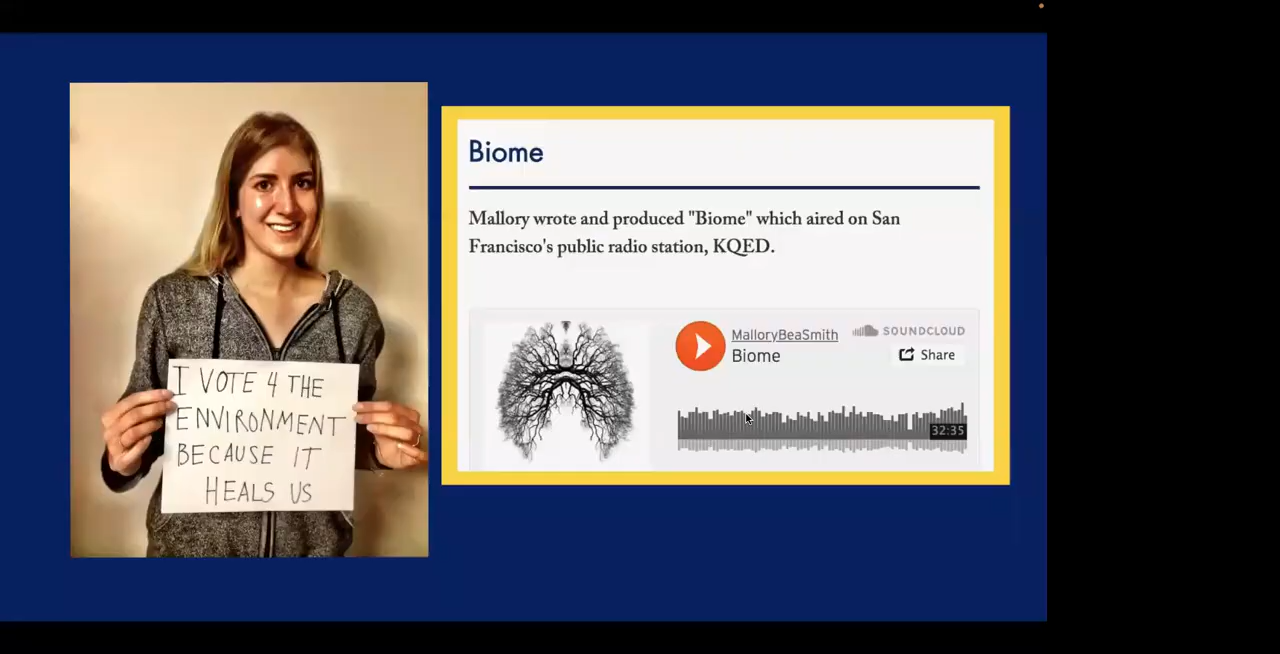 I VOTE 4 THE
ENVIRONMENT
BECAUSE IT
HEALS US
Biome
Mallory wrote and produced "Biome" which aired on San
Francisco's public radio station, KQED.
MalloryBeaSmith
SOUNDCLOUD
Biome
Share
32:35